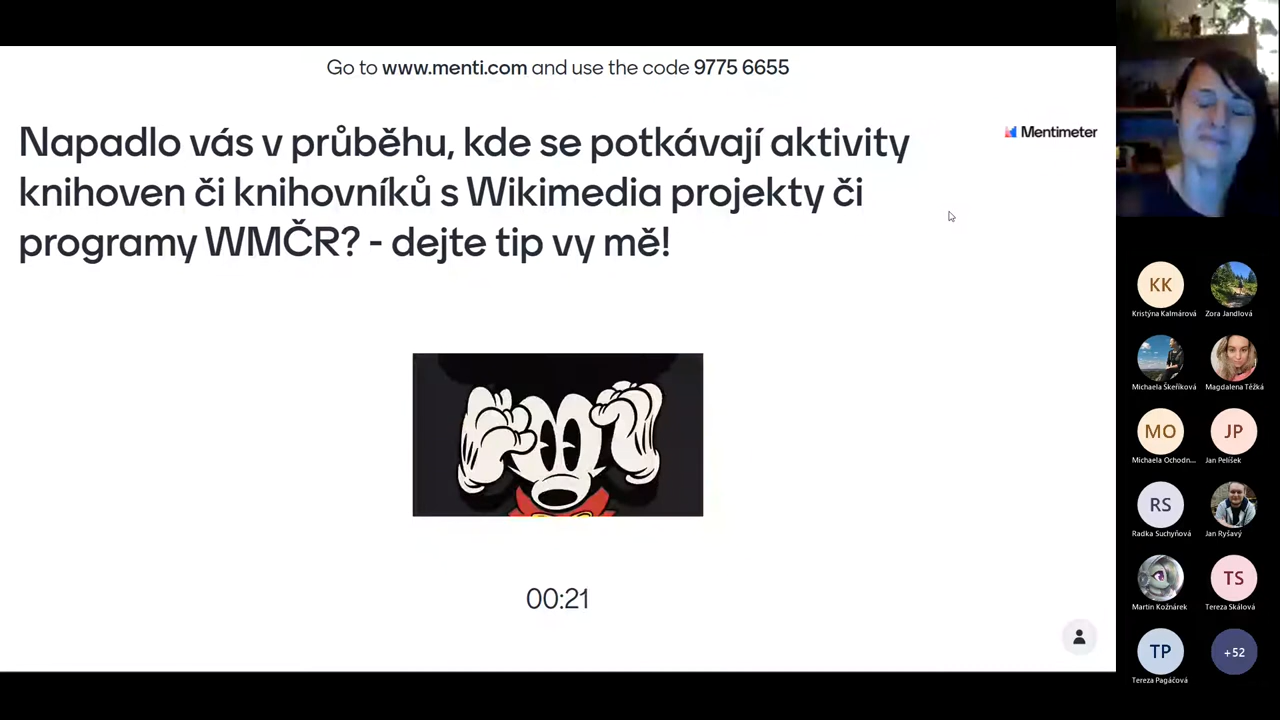 Go to www.menti.com and use the code 9775 6655
Mentimeter
Napadlo vás v průběhu, kde se potkávají aktivity
knihoven či knihovníků s Wikimedia projekty či
programy WMČR? - dejte tip vy mě!
00:21
KK
Kristýna Kalmárová
Zora Jandlová
Michaela Škeříková
Magdalena Těžká
MO
Michaela Ochodn...
JP
Jan Pelíšek
RS
Radka Suchyňová
Jan Ryšavý
Martin Kožnárek
TS
Tereza Skálová
TP
Tereza Pagáčová
+52